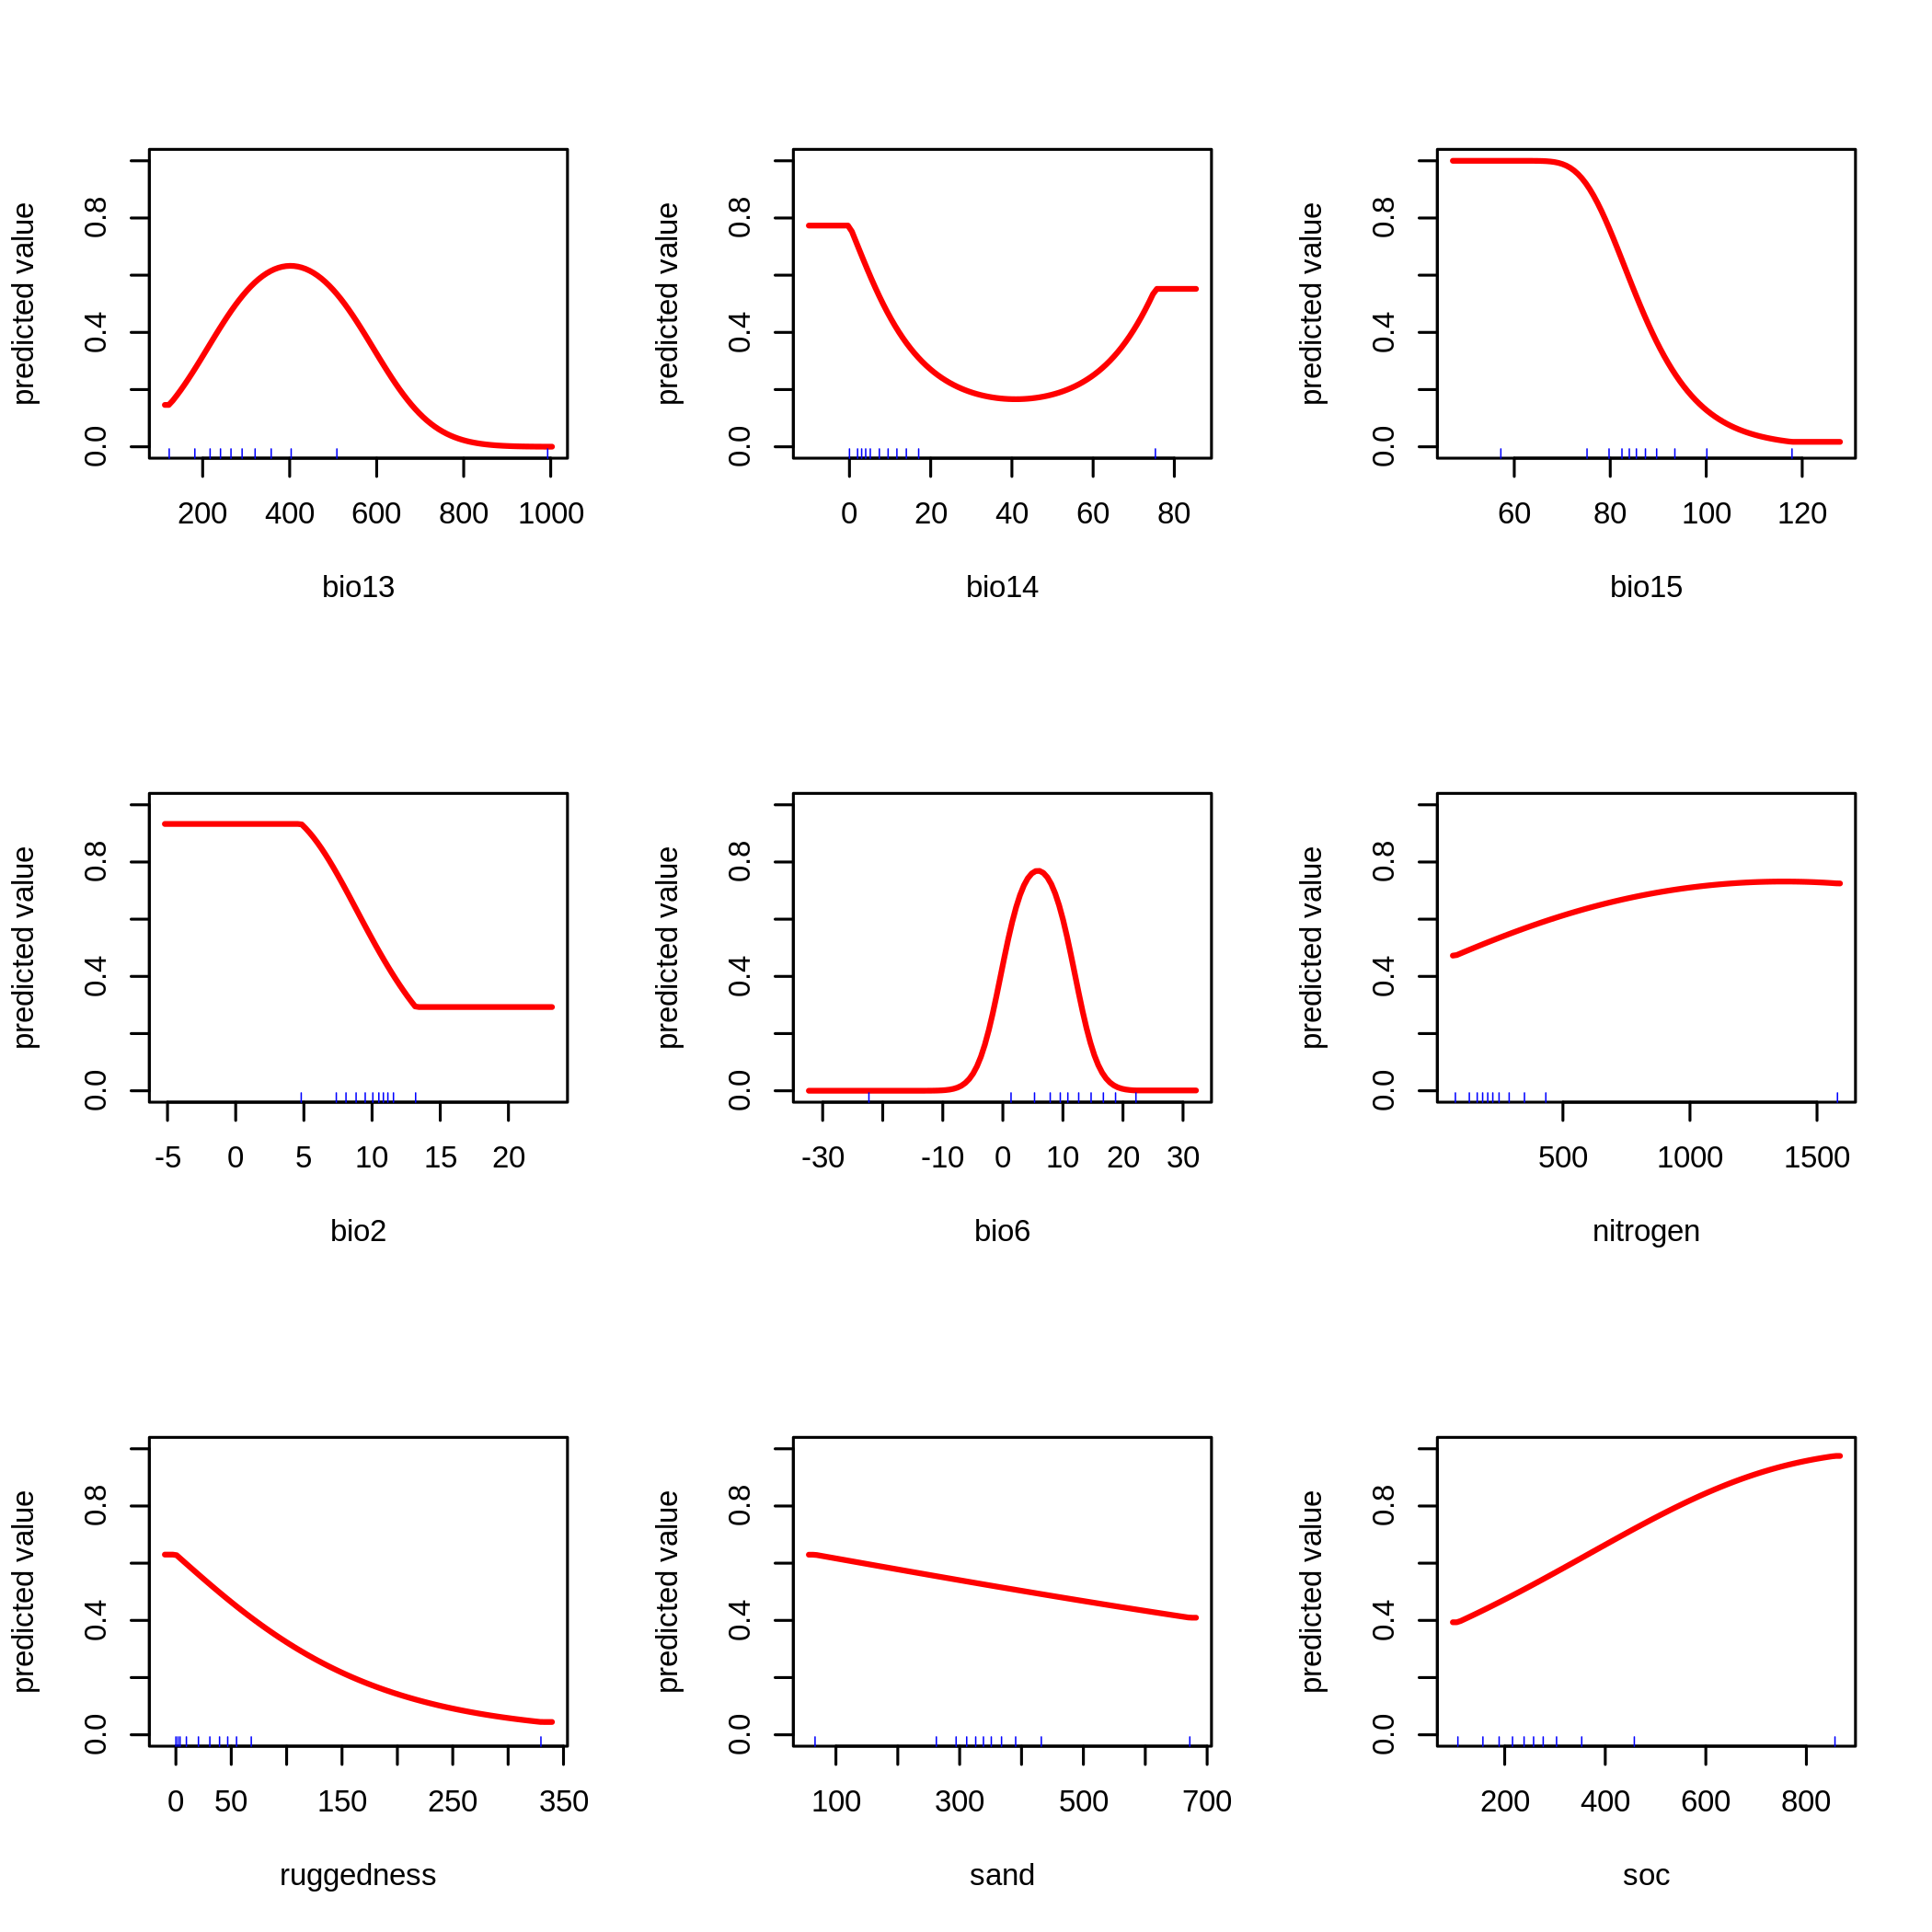 predicted value
0.0 0.4 0.8
200 400 600 800 1000
bio13
predicted value
0.0 0.4 0.8
0 20 40 60 80
bio14
predicted value
0.0 0.4 0.8
60 80 100 120
bio15
predicted value
0.0 0.4 0.8
-5 0 5 10 15 20
bio2
predicted value
0.0 0.4 0.8
-30 -10 0 10 20 30
bio6
predicted value
0.0 0.4 0.8
500 1000 1500
nitrogen
predicted value
0.0 0.4 0.8
0 50 150 250 350
ruggedness
predicted value
0.0 0.4 0.8
100 300 500 700
sand
predicted value
0.0 0.4 0.8
200 400 600 800
soc